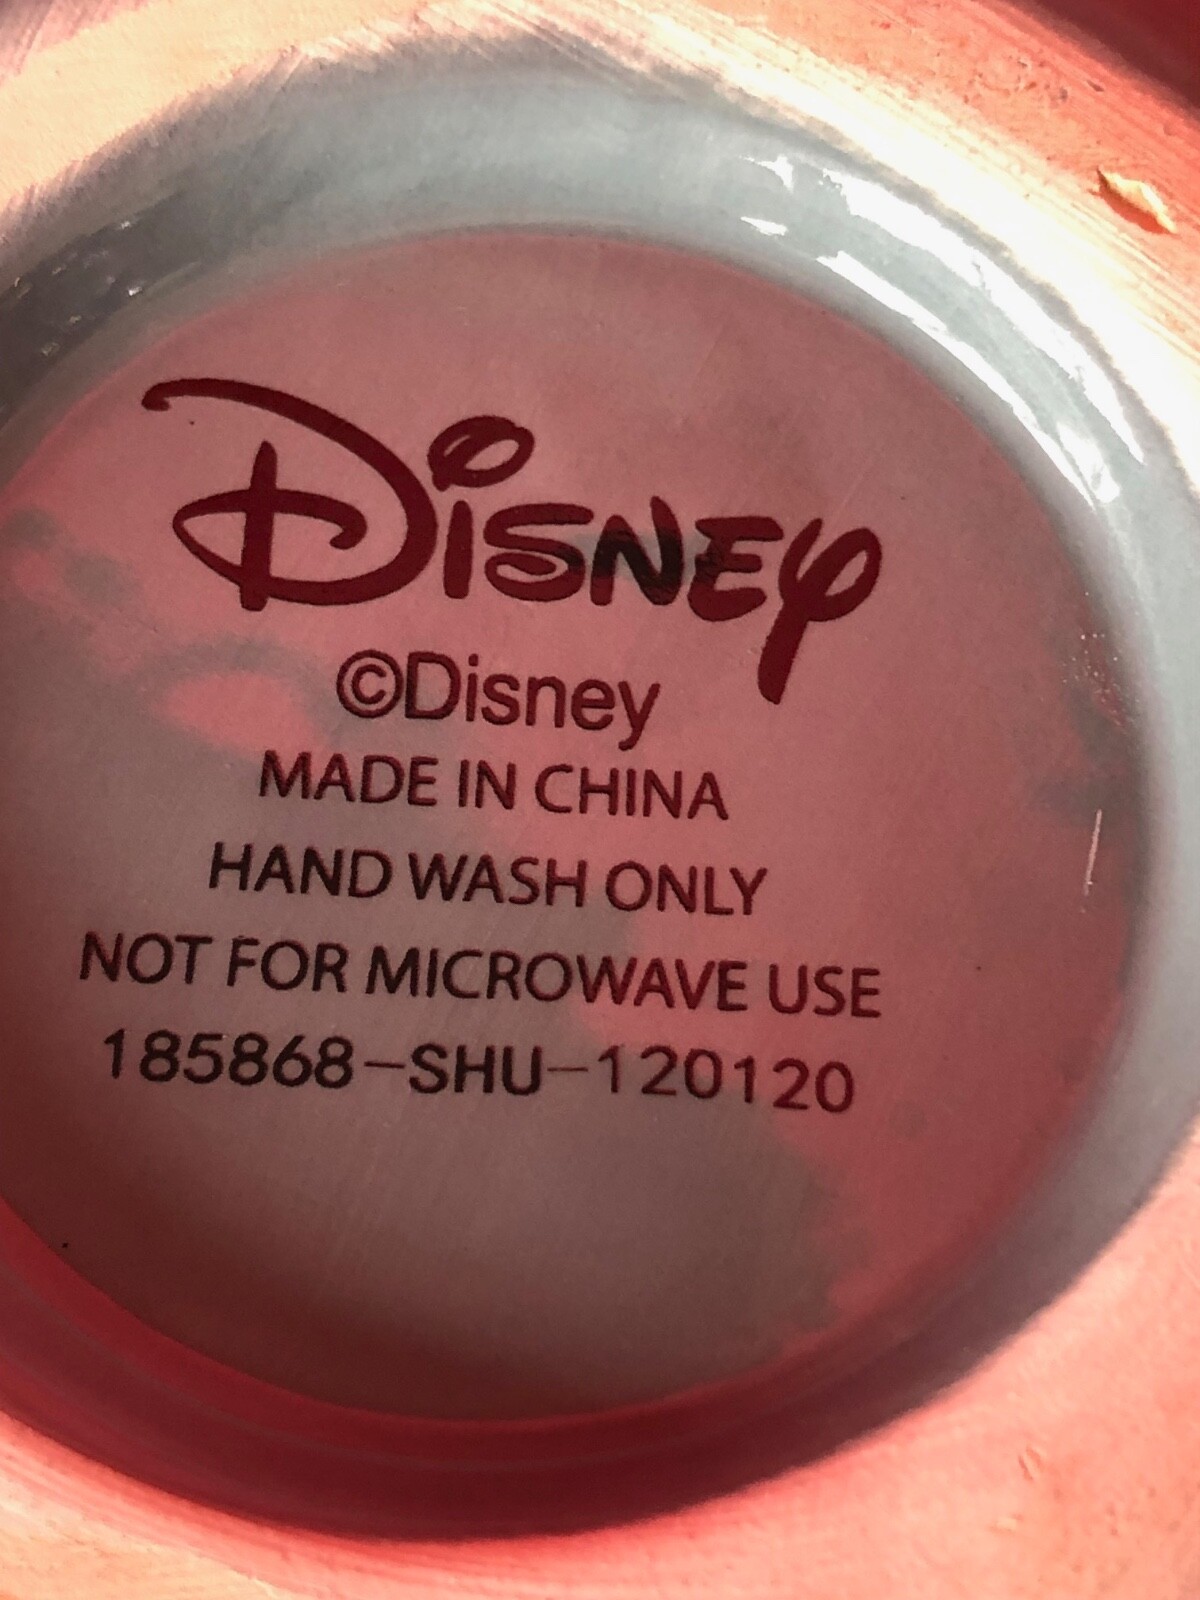 Disney
©Disney
MADE IN CHINA
HAND WASH ONLY
NOT FOR MICROWAVE USE
185868-SHU-120120